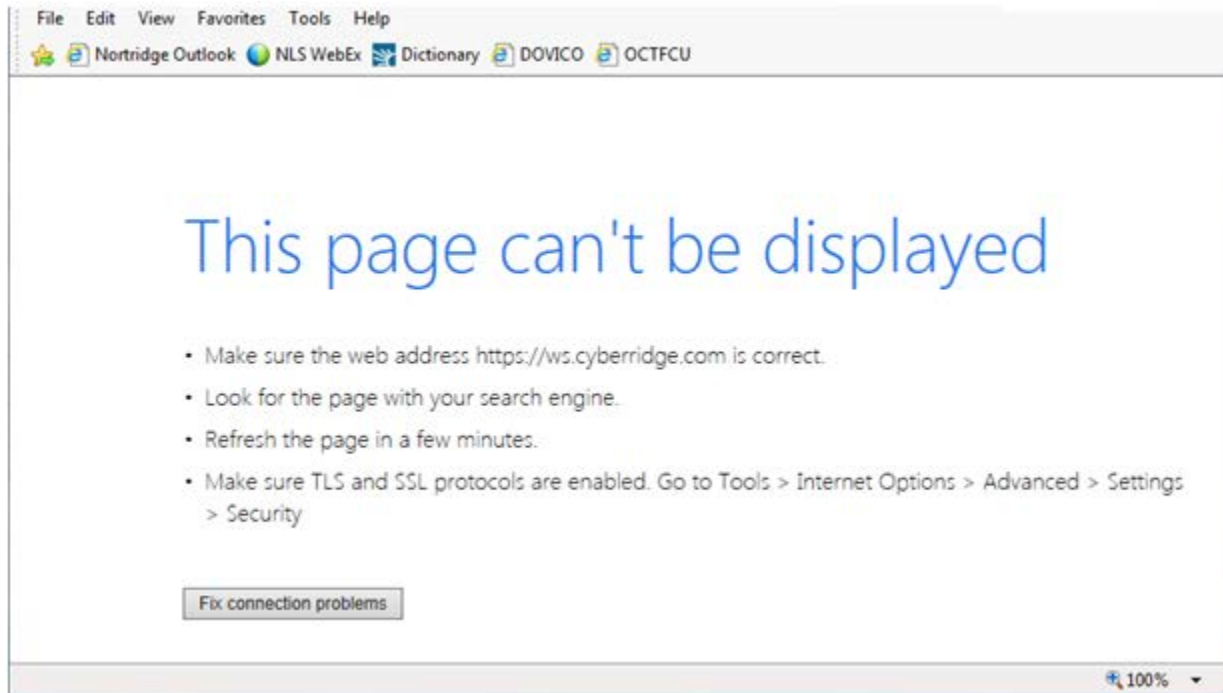 File Edit View Favorites Tools Help
Nortridge Outlook NLS WebEx Dictionary DOVICO OCTFCU
This page can't be displayed
• Make sure the web address https://ws.cyberridge.com is correct.
• Look for the page with your search engine.
• Refresh the page in a few minutes.
• Make sure TLS and SSL protocols are enabled. Go to Tools > Internet Options > Advanced > Settings
> Security
Fix connection problems
100%